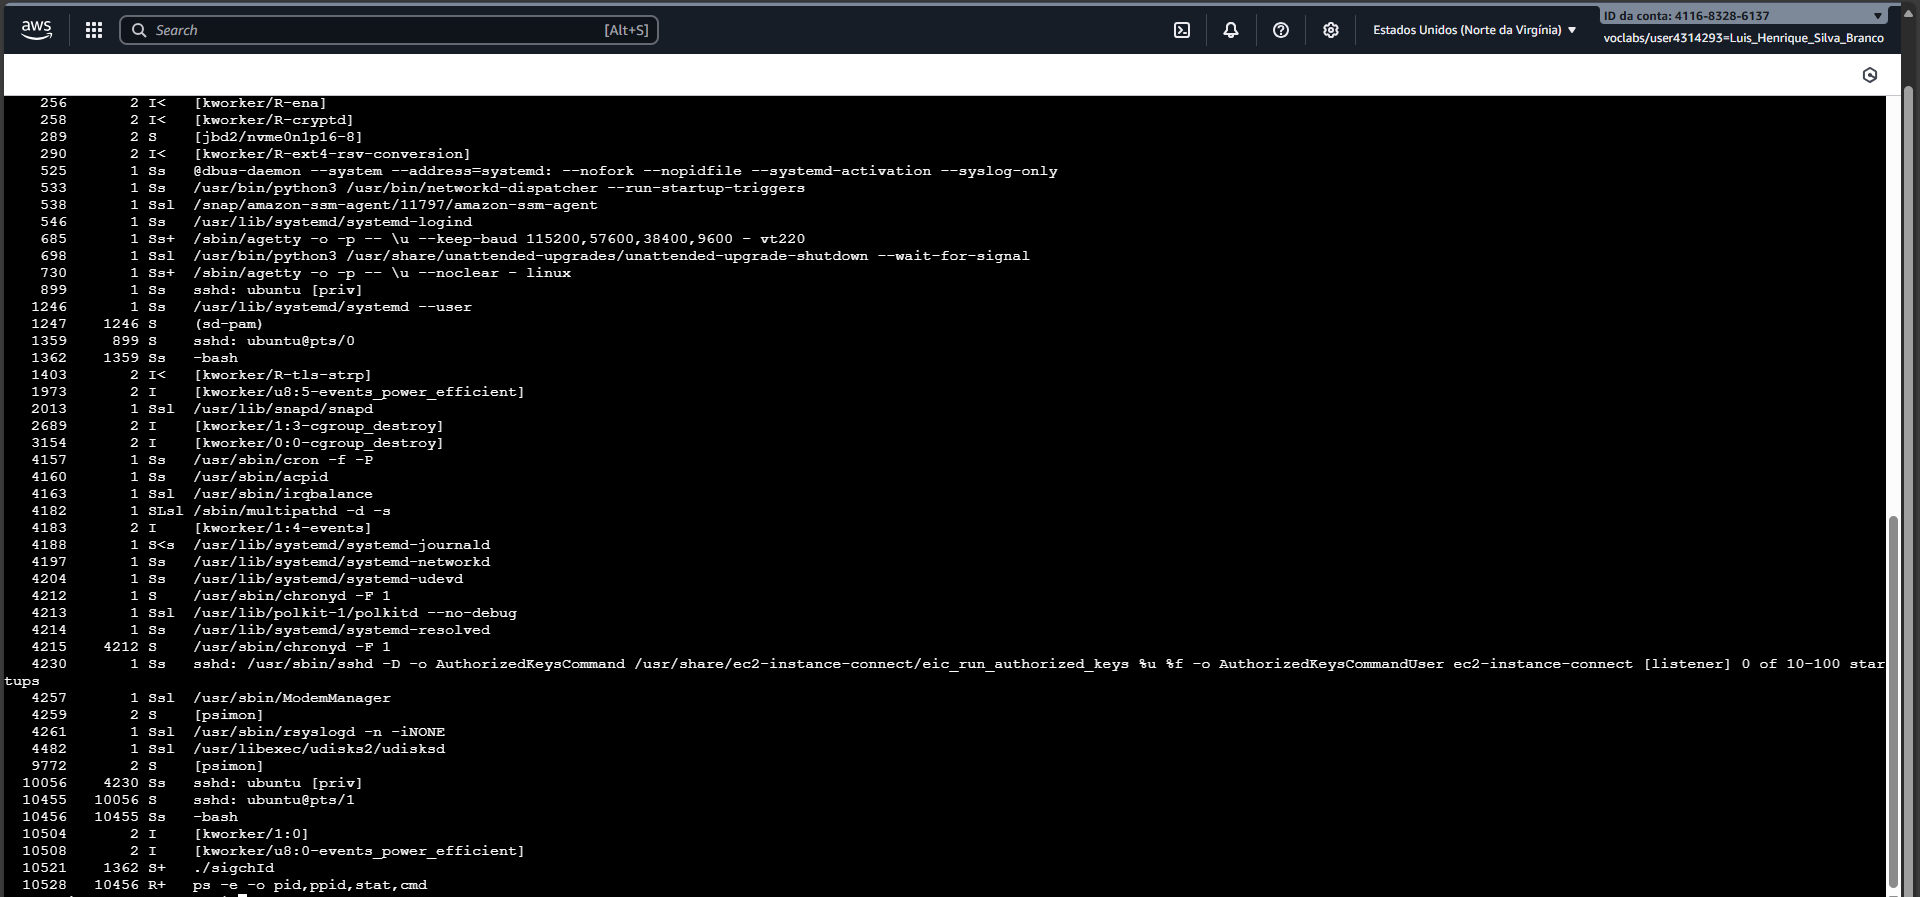 aws
Search [Alt+S]
Estados Unidos (Norte da Virgínia)
ID da conta: 4116-8328-6137
voclabs/user4314293=Luis_Henrique_Silva_Branco
256 2 I< [kworker/R-ena]
258 2 I< [kworker/R-cryptd]
289 2 S [jbd2/nvme0n1p16-8]
290 2 I< [kworker/R-ext4-rsv-conversion]
525 1 Ss @dbus-daemon --system --address=systemd: --nofork --nopidfile --systemd-activation --syslog-only
533 1 Ss /usr/bin/python3 /usr/bin/networkd-dispatcher --run-startup-triggers
538 1 Ssl /snap/amazon-ssm-agent/11797/amazon-ssm-agent
546 1 Ss /usr/lib/systemd/systemd-logind
685 1 Ss+ /sbin/agetty -o -p -- \u --keep-baud 115200,57600,38400,9600 - vt220
698 1 Ssl /usr/bin/python3 /usr/share/unattended-upgrades/unattended-upgrade-shutdown --wait-for-signal
730 1 Ss+ /sbin/agetty -o -p -- \u --noclear - linux
899 1 Ss sshd: ubuntu [priv]
1246 1 Ss /usr/lib/systemd/systemd --user
1247 1246 S (sd-pam)
1359 899 S sshd: ubuntu@pts/0
1362 1359 Ss -bash
1403 2 I< [kworker/R-tls-strp]
1973 2 I [kworker/u8:5-events_power_efficient]
2013 1 Ssl /usr/lib/snapd/snapd
2689 2 I [kworker/1:3-cgroup_destroy]
3154 2 I [kworker/0:0-cgroup_destroy]
4157 1 Ss /usr/sbin/cron -f -P
4160 1 Ss /usr/sbin/acpid
4163 1 Ssl /usr/sbin/irqbalance
4182 1 SLsl /sbin/multipathd -d -s
4183 2 I [kworker/1:4-events]
4188 1 S<s /usr/lib/systemd/systemd-journald
4197 1 Ss /usr/lib/systemd/systemd-networkd
4204 1 Ss /usr/lib/systemd/systemd-udevd
4212 1 S /usr/sbin/chronyd -F 1
4213 1 Ssl /usr/lib/polkit-1/polkitd --no-debug
4214 1 Ss /usr/lib/systemd/systemd-resolved
4215 4212 S /usr/sbin/chronyd -F 1
4230 1 Ss sshd: /usr/sbin/sshd -D -o AuthorizedKeysCommand /usr/share/ec2-instance-connect/eic_run_authorized_keys %u %f -o AuthorizedKeysCommandUser ec2-instance-connect [listener] 0 of 10-100 star
tups
4257 1 Ssl /usr/sbin/ModemManager
4259 2 S [psimon]
4261 1 Ssl /usr/sbin/rsyslogd -n -iNONE
4482 1 Ssl /usr/libexec/udisks2/udisksd
9772 2 S [psimon]
10056 4230 Ss sshd: ubuntu [priv]
10455 10056 S sshd: ubuntu@pts/1
10456 10455 Ss -bash
10504 2 I [kworker/1:0]
10508 2 I [kworker/u8:0-events_power_efficient]
10521 1362 S+ ./sigchId
10528 10456 R+ ps -e -o pid,ppid,stat,cmd